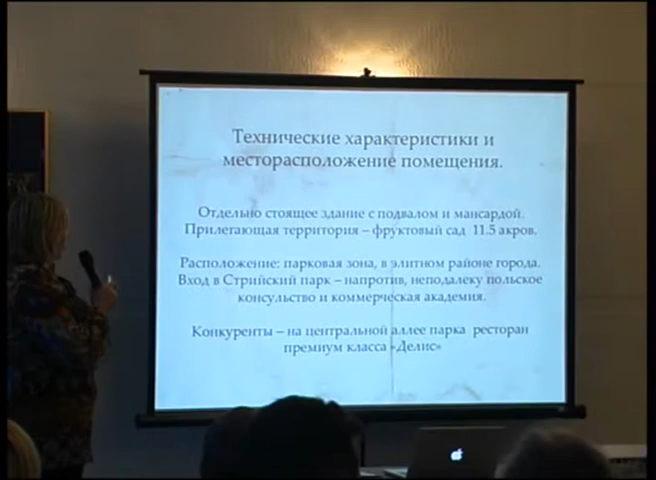 Технические характеристики и
месторасположение помещения.
Отдельно стоящее здание с подвалом и мансардой.
Прилегающая территория – фруктовый сад 11.5 акров.
Расположение: парковая зона, в элитном районе города.
Вход в Стрийский парк – напротив, неподалеку польское
консульство и коммерческая академия.
Конкуренты – на центральной аллее парка ресторан
премиум класса «Делис»